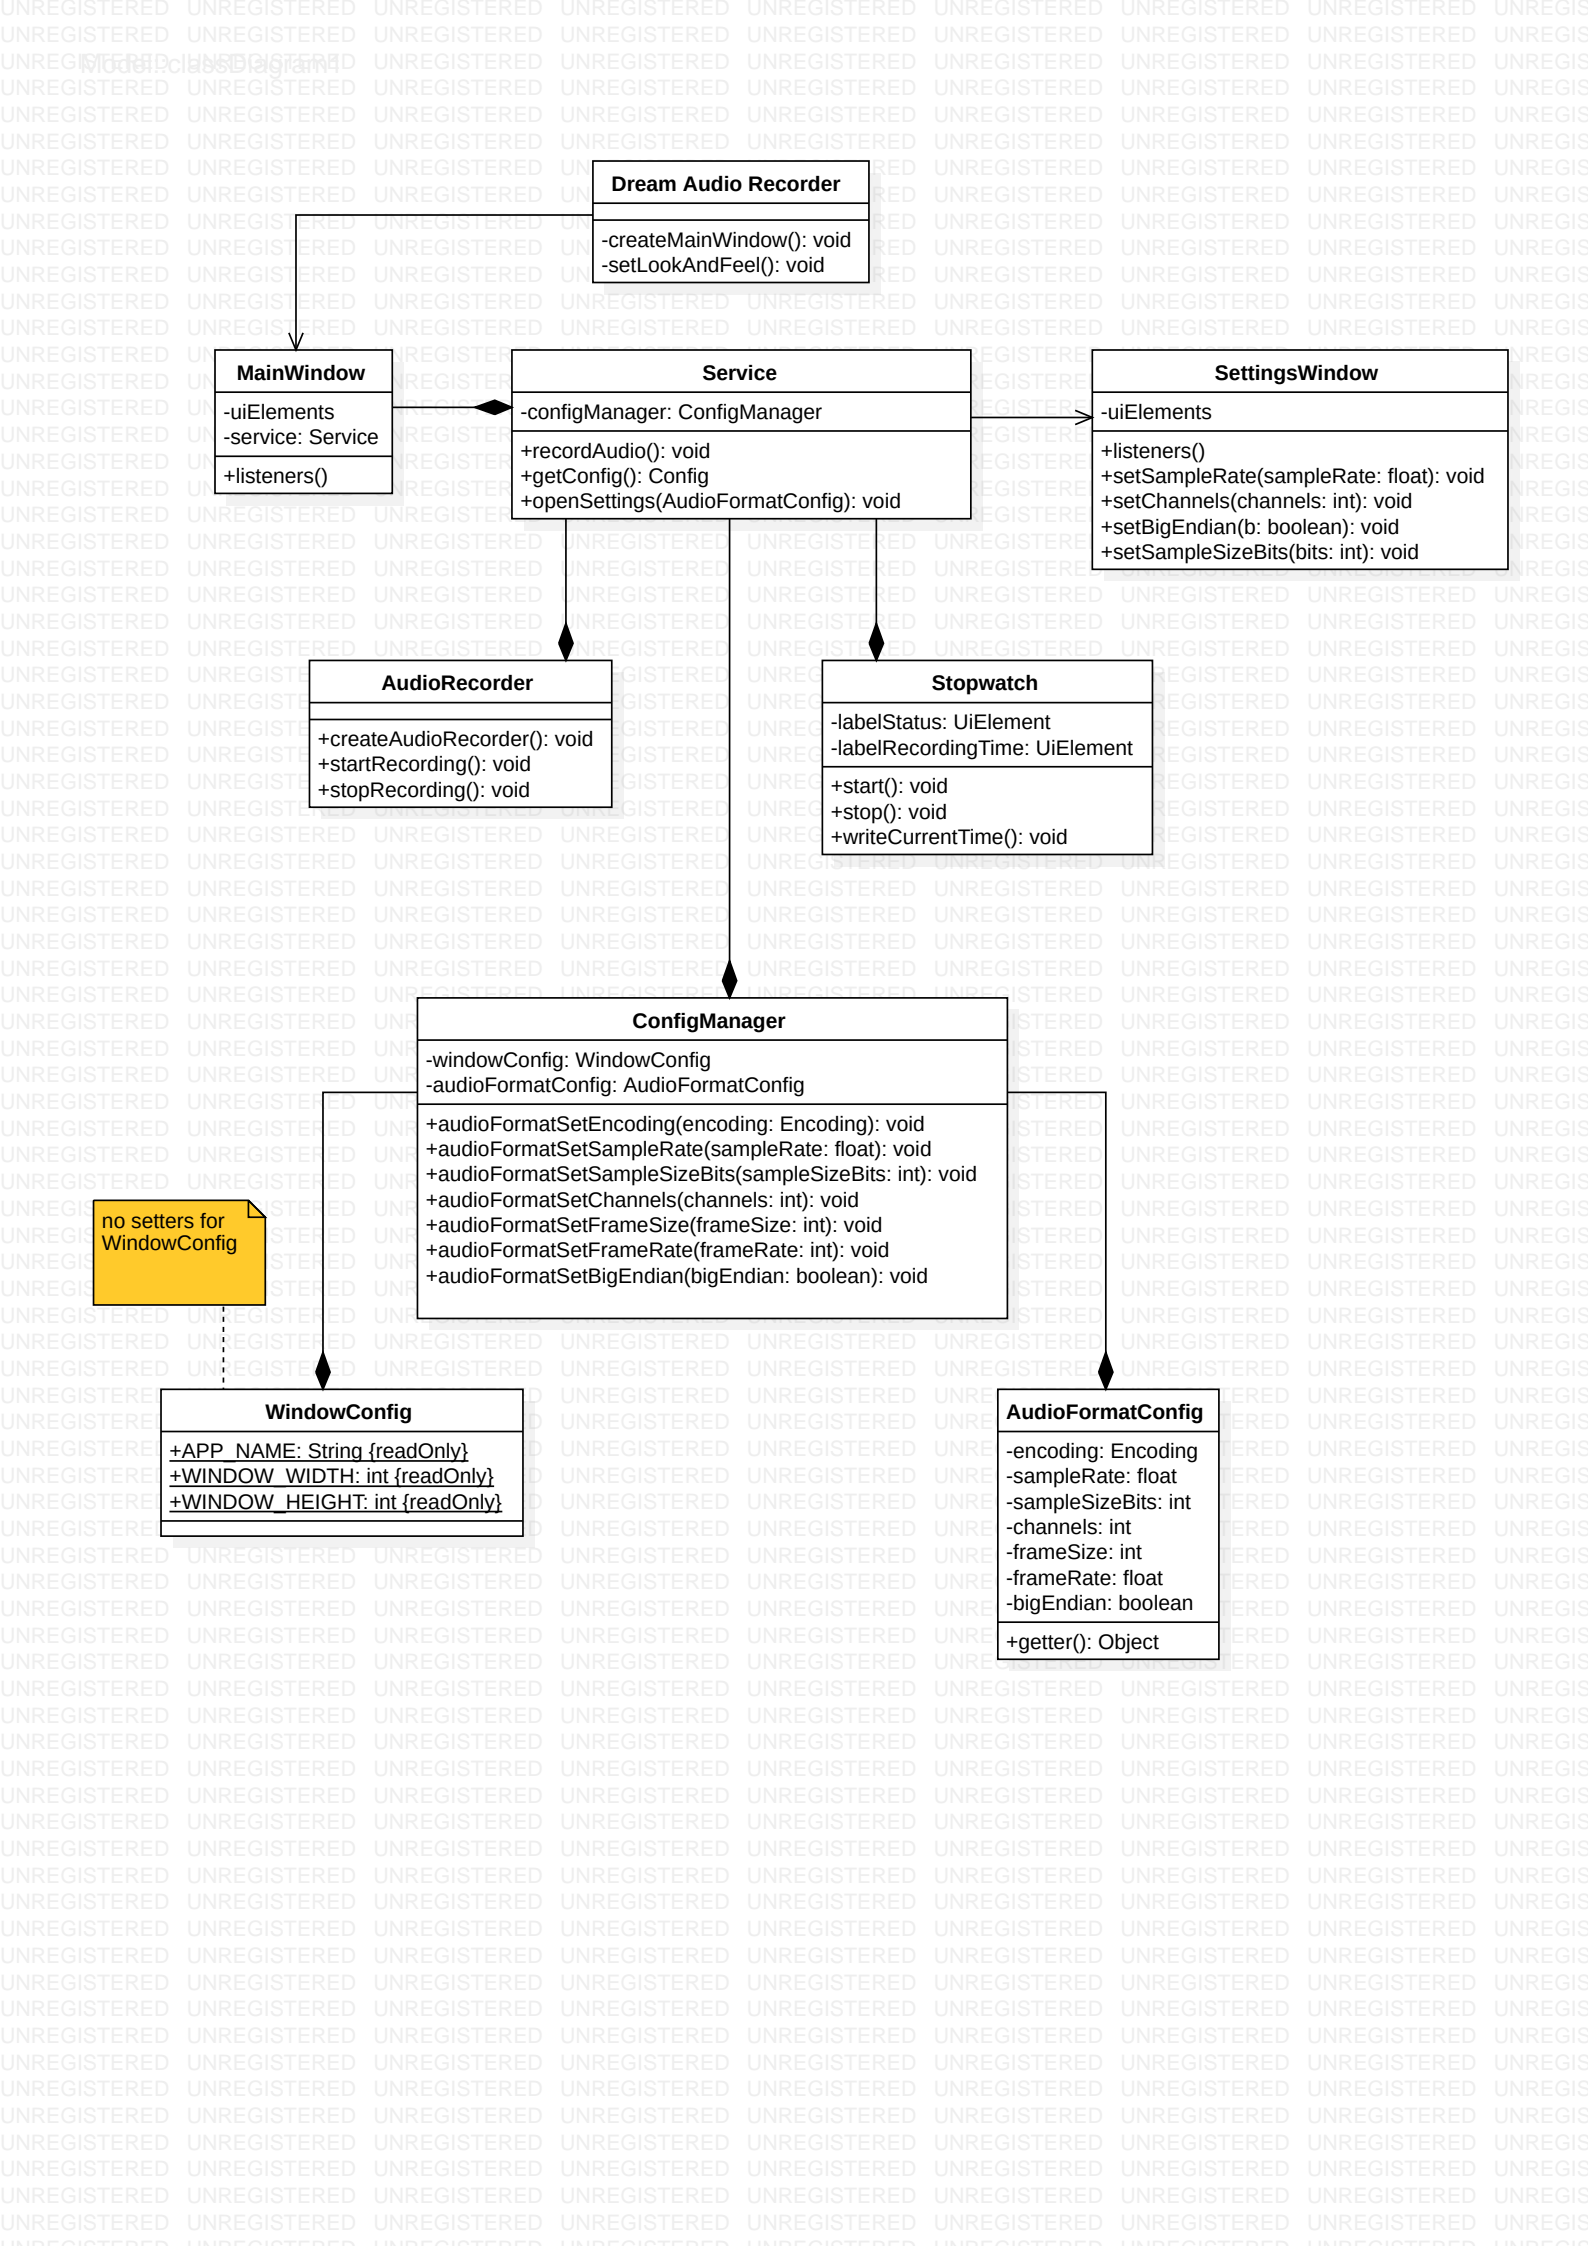 Model::classDiagram1
Dream Audio Recorder
-createMainWindow(): void
-setLookAndFeel(): void
MainWindow
-uiElements
-service: Service
+listeners()
Service
-configManager: ConfigManager
+recordAudio(): void
+getConfig(): Config
+openSettings(AudioFormatConfig): void
SettingsWindow
-uiElements
+listeners()
+setSampleRate(sampleRate: float): void
+setChannels(channels: int): void
+setBigEndian(b: boolean): void
+setSampleSizeBits(bits: int): void
AudioRecorder
+createAudioRecorder(): void
+startRecording(): void
+stopRecording(): void
Stopwatch
-labelStatus: UiElement
-labelRecordingTime: UiElement
+start(): void
+stop(): void
+writeCurrentTime(): void
ConfigManager
-windowConfig: WindowConfig
-audioFormatConfig: AudioFormatConfig
+audioFormatSetEncoding(encoding: Encoding): void
+audioFormatSetSampleRate(sampleRate: float): void
+audioFormatSetSampleSizeBits(sampleSizeBits: int): void
+audioFormatSetChannels(channels: int): void
+audioFormatSetFrameSize(frameSize: int): void
+audioFormatSetFrameRate(frameRate: int): void
+audioFormatSetBigEndian(bigEndian: boolean): void
no setters for
WindowConfig
WindowConfig
+APP_NAME: String {readOnly}
+WINDOW_WIDTH: int {readOnly}
+WINDOW_HEIGHT: int {readOnly}
AudioFormatConfig
-encoding: Encoding
-sampleRate: float
-sampleSizeBits: int
-channels: int
-frameSize: int
-frameRate: float
-bigEndian: boolean
+getter(): Object
UNREGISTERED